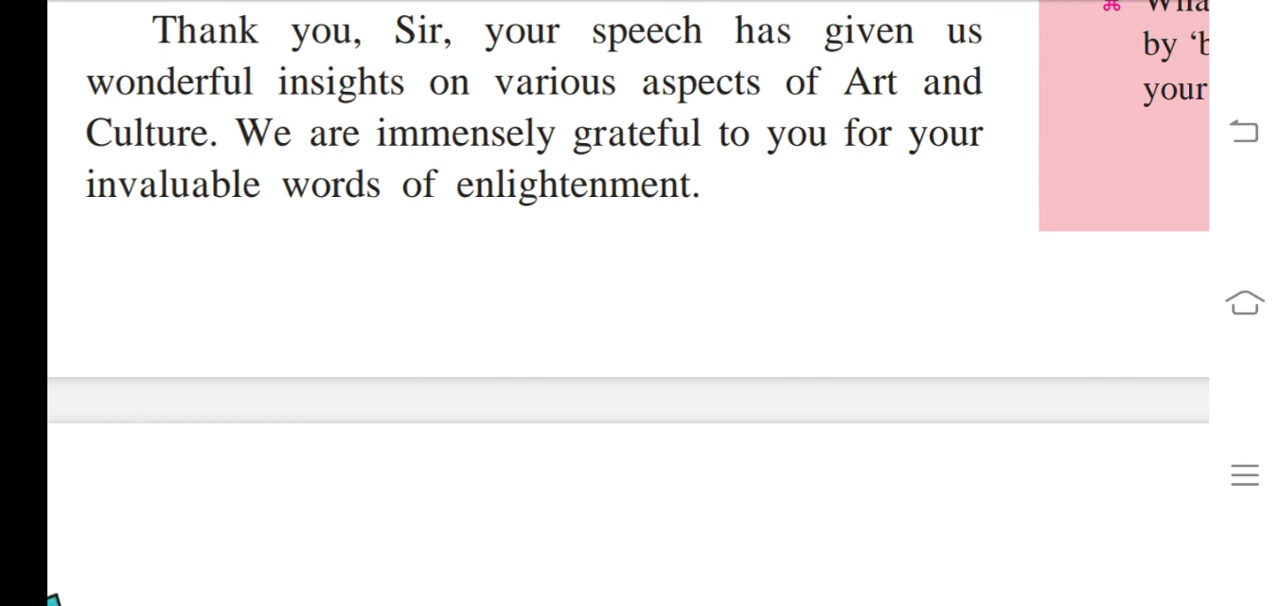 Thank you, Sir, your speech has given us
wonderful insights on various aspects of Art and
Culture. We are immensely grateful to you for your
invaluable words of enlightenment.
by
your